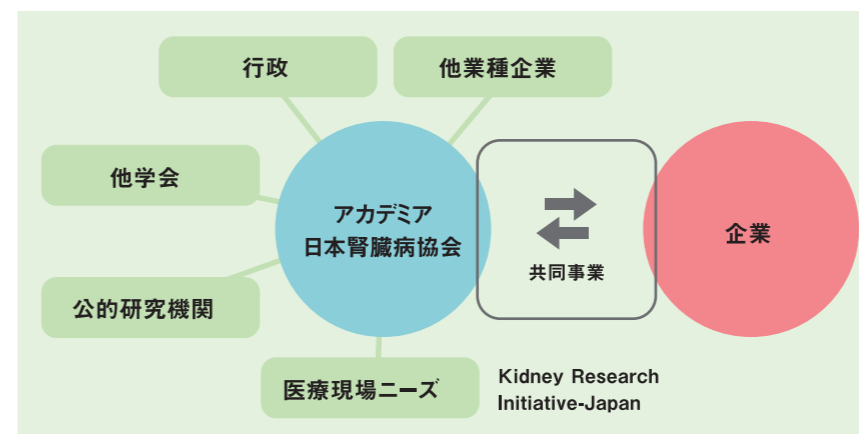 行政
他業種企業
他学会
アカデミア
日本腎臓病協会
企業
共同事業
公的研究機関
医療現場ニーズ
Kidney Research
Initiative-Japan